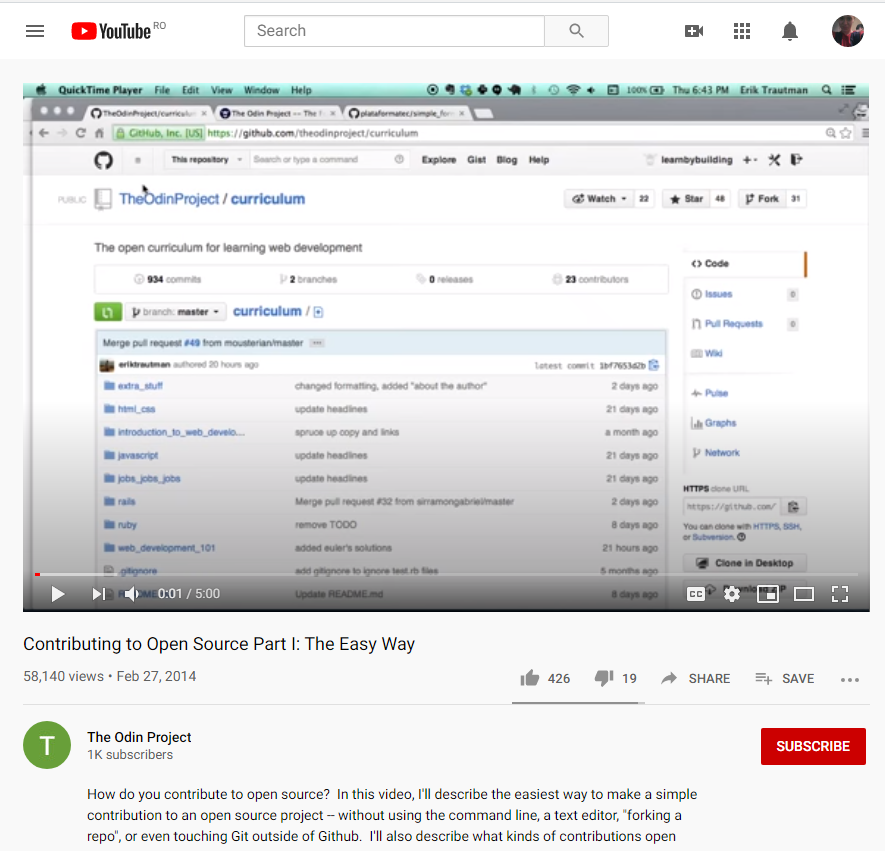 YouTube RO
Search
QuickTime Player File Edit View Window Help 100% Thu 6:43 PM Erik Trautman
TheOdinProject/curriculum × The Odin Project -- The F × plataformatec/simple_form ×
GitHub, Inc. [US] https://github.com/theodinproject/curriculum
This repository Search or type a command Explore Gist Blog Help learnbybuilding
PUBLIC TheOdinProject / curriculum Watch 22 Star 48 Fork 31
The open curriculum for learning web development
<> Code
934 commits 2 branches 0 releases 23 contributors
Issues 0
branch: master curriculum /
Pull Requests 0
Merge pull request #49 from mousterian/master
Wiki
eriktrautman authored 20 hours ago latest commit 1bf7653d2b
extra_stuff changed formatting, added "about the author" 2 days ago
Pulse
html_css update headlines 21 days ago
Graphs
introduction_to_web_develo... spruce up copy and links a month ago
Network
javascript update headlines 21 days ago
jobs_jobs_jobs update headlines 21 days ago
HTTPS clone URL
rails Merge pull request #32 from sirramongabriel/master 2 days ago
https://github.com/
ruby remove TODO 8 days ago
You can clone with HTTPS, SSH,
or Subversion.
web_development_101 added euler's solutions 21 hours ago
Clone in Desktop
.gitignore add gitignore to ignore test.rb files 5 months ago
README.md Update README.md 8 days ago
0:01 / 5:00 CC
Contributing to Open Source Part I: The Easy Way
58,140 views • Feb 27, 2014
426 19 SHARE SAVE
T
The Odin Project
1K subscribers
SUBSCRIBE
How do you contribute to open source? In this video, I'll describe the easiest way to make a simple
contribution to an open source project -- without using the command line, a text editor, "forking a
repo", or even touching Git outside of Github. I'll also describe what kinds of contributions open